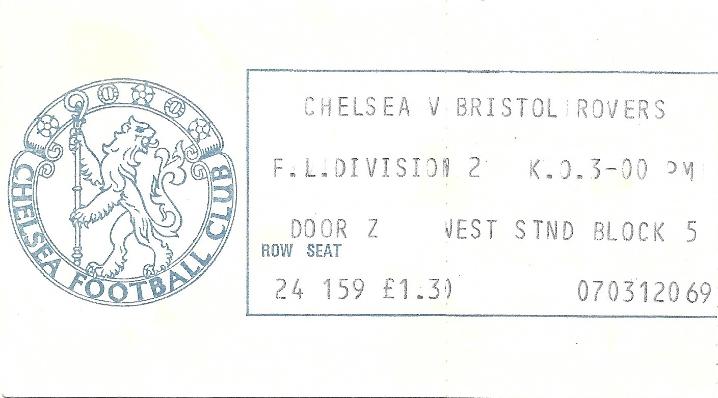 CHELSEA FOOTBALL CLUB
CHELSEA V BRISTOL ROVERS
F.L.DIVISION 2 K.O.3-00 PM
DOOR Z WEST STND BLOCK 5
ROW SEAT
24 159 £1.30 070312069